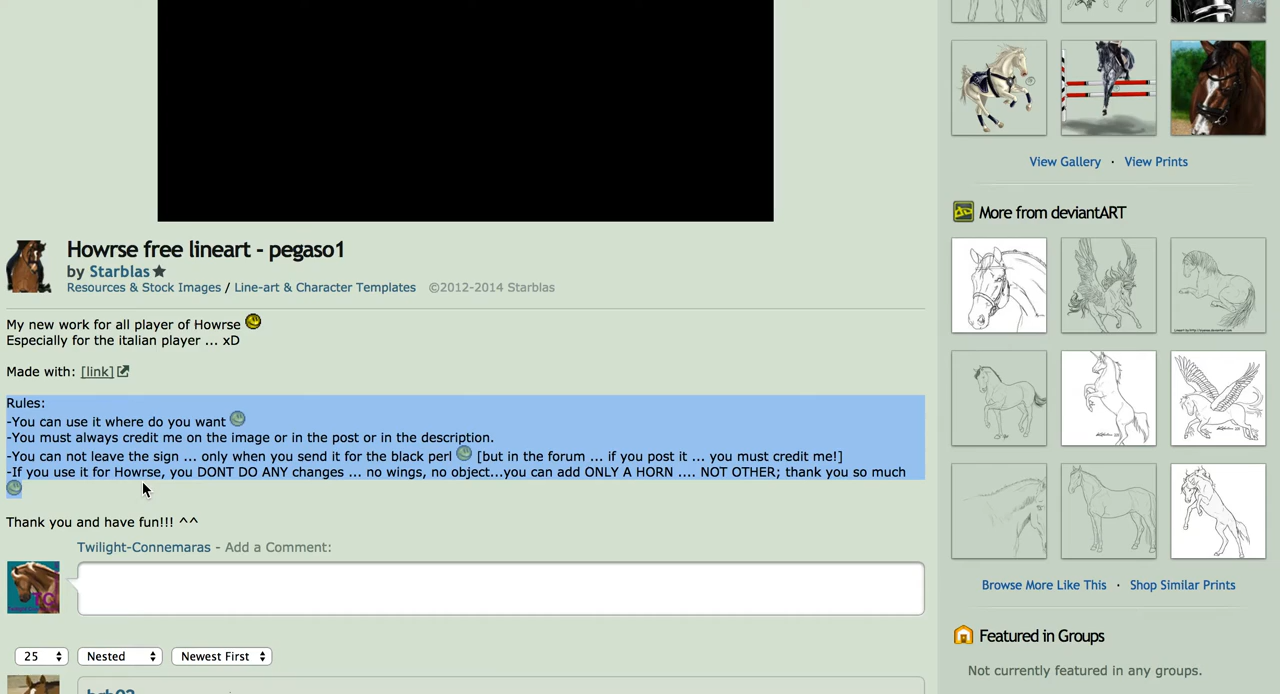 View Gallery · View Prints
More from deviantART
Howrse free lineart - pegaso1
by Starblas★
Resources & Stock Images / Line-art & Character Templates ©2012-2014 Starblas
My new work for all player of Howrse
Especially for the italian player ... xD
Made with: [link]
Rules:
-You can use it where do you want
-You must always credit me on the image or in the post or in the description.
-You can not leave the sign ... only when you send it for the black perl [but in the forum ... if you post it ... you must credit me!]
-If you use it for Howrse, you DONT DO ANY changes ... no wings, no object...you can add ONLY A HORN .... NOT OTHER; thank you so much
Thank you and have fun!!! ^^
Twilight-Connemaras - Add a Comment:
25
Nested
Newest First
Browse More Like This · Shop Similar Prints
Featured in Groups
Not currently featured in any groups.